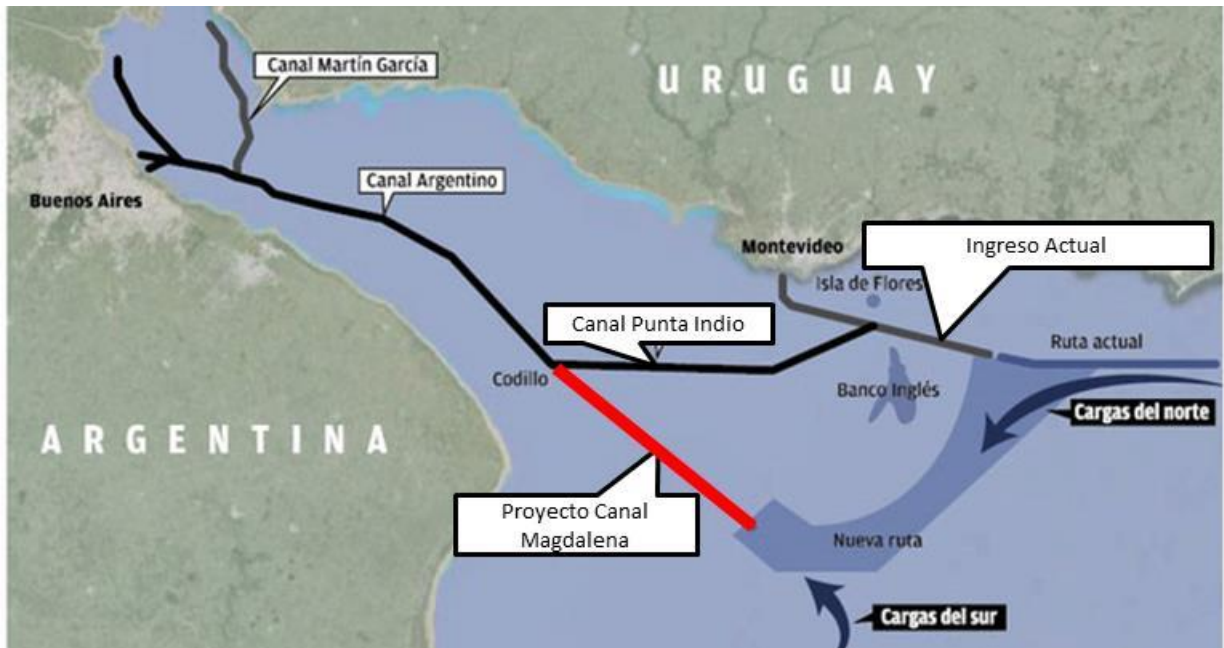 Canal Martín García
URUGUAY
Canal Argentino
Buenos Aires
Montevideo
Ingreso Actual
Isla de Flores
Canal Punta Indio
Ruta actual
Codillo
Banco Inglés
Cargas del norte
ARGENTINA
Proyecto Canal
Magdalena
Nueva ruta
Cargas del sur